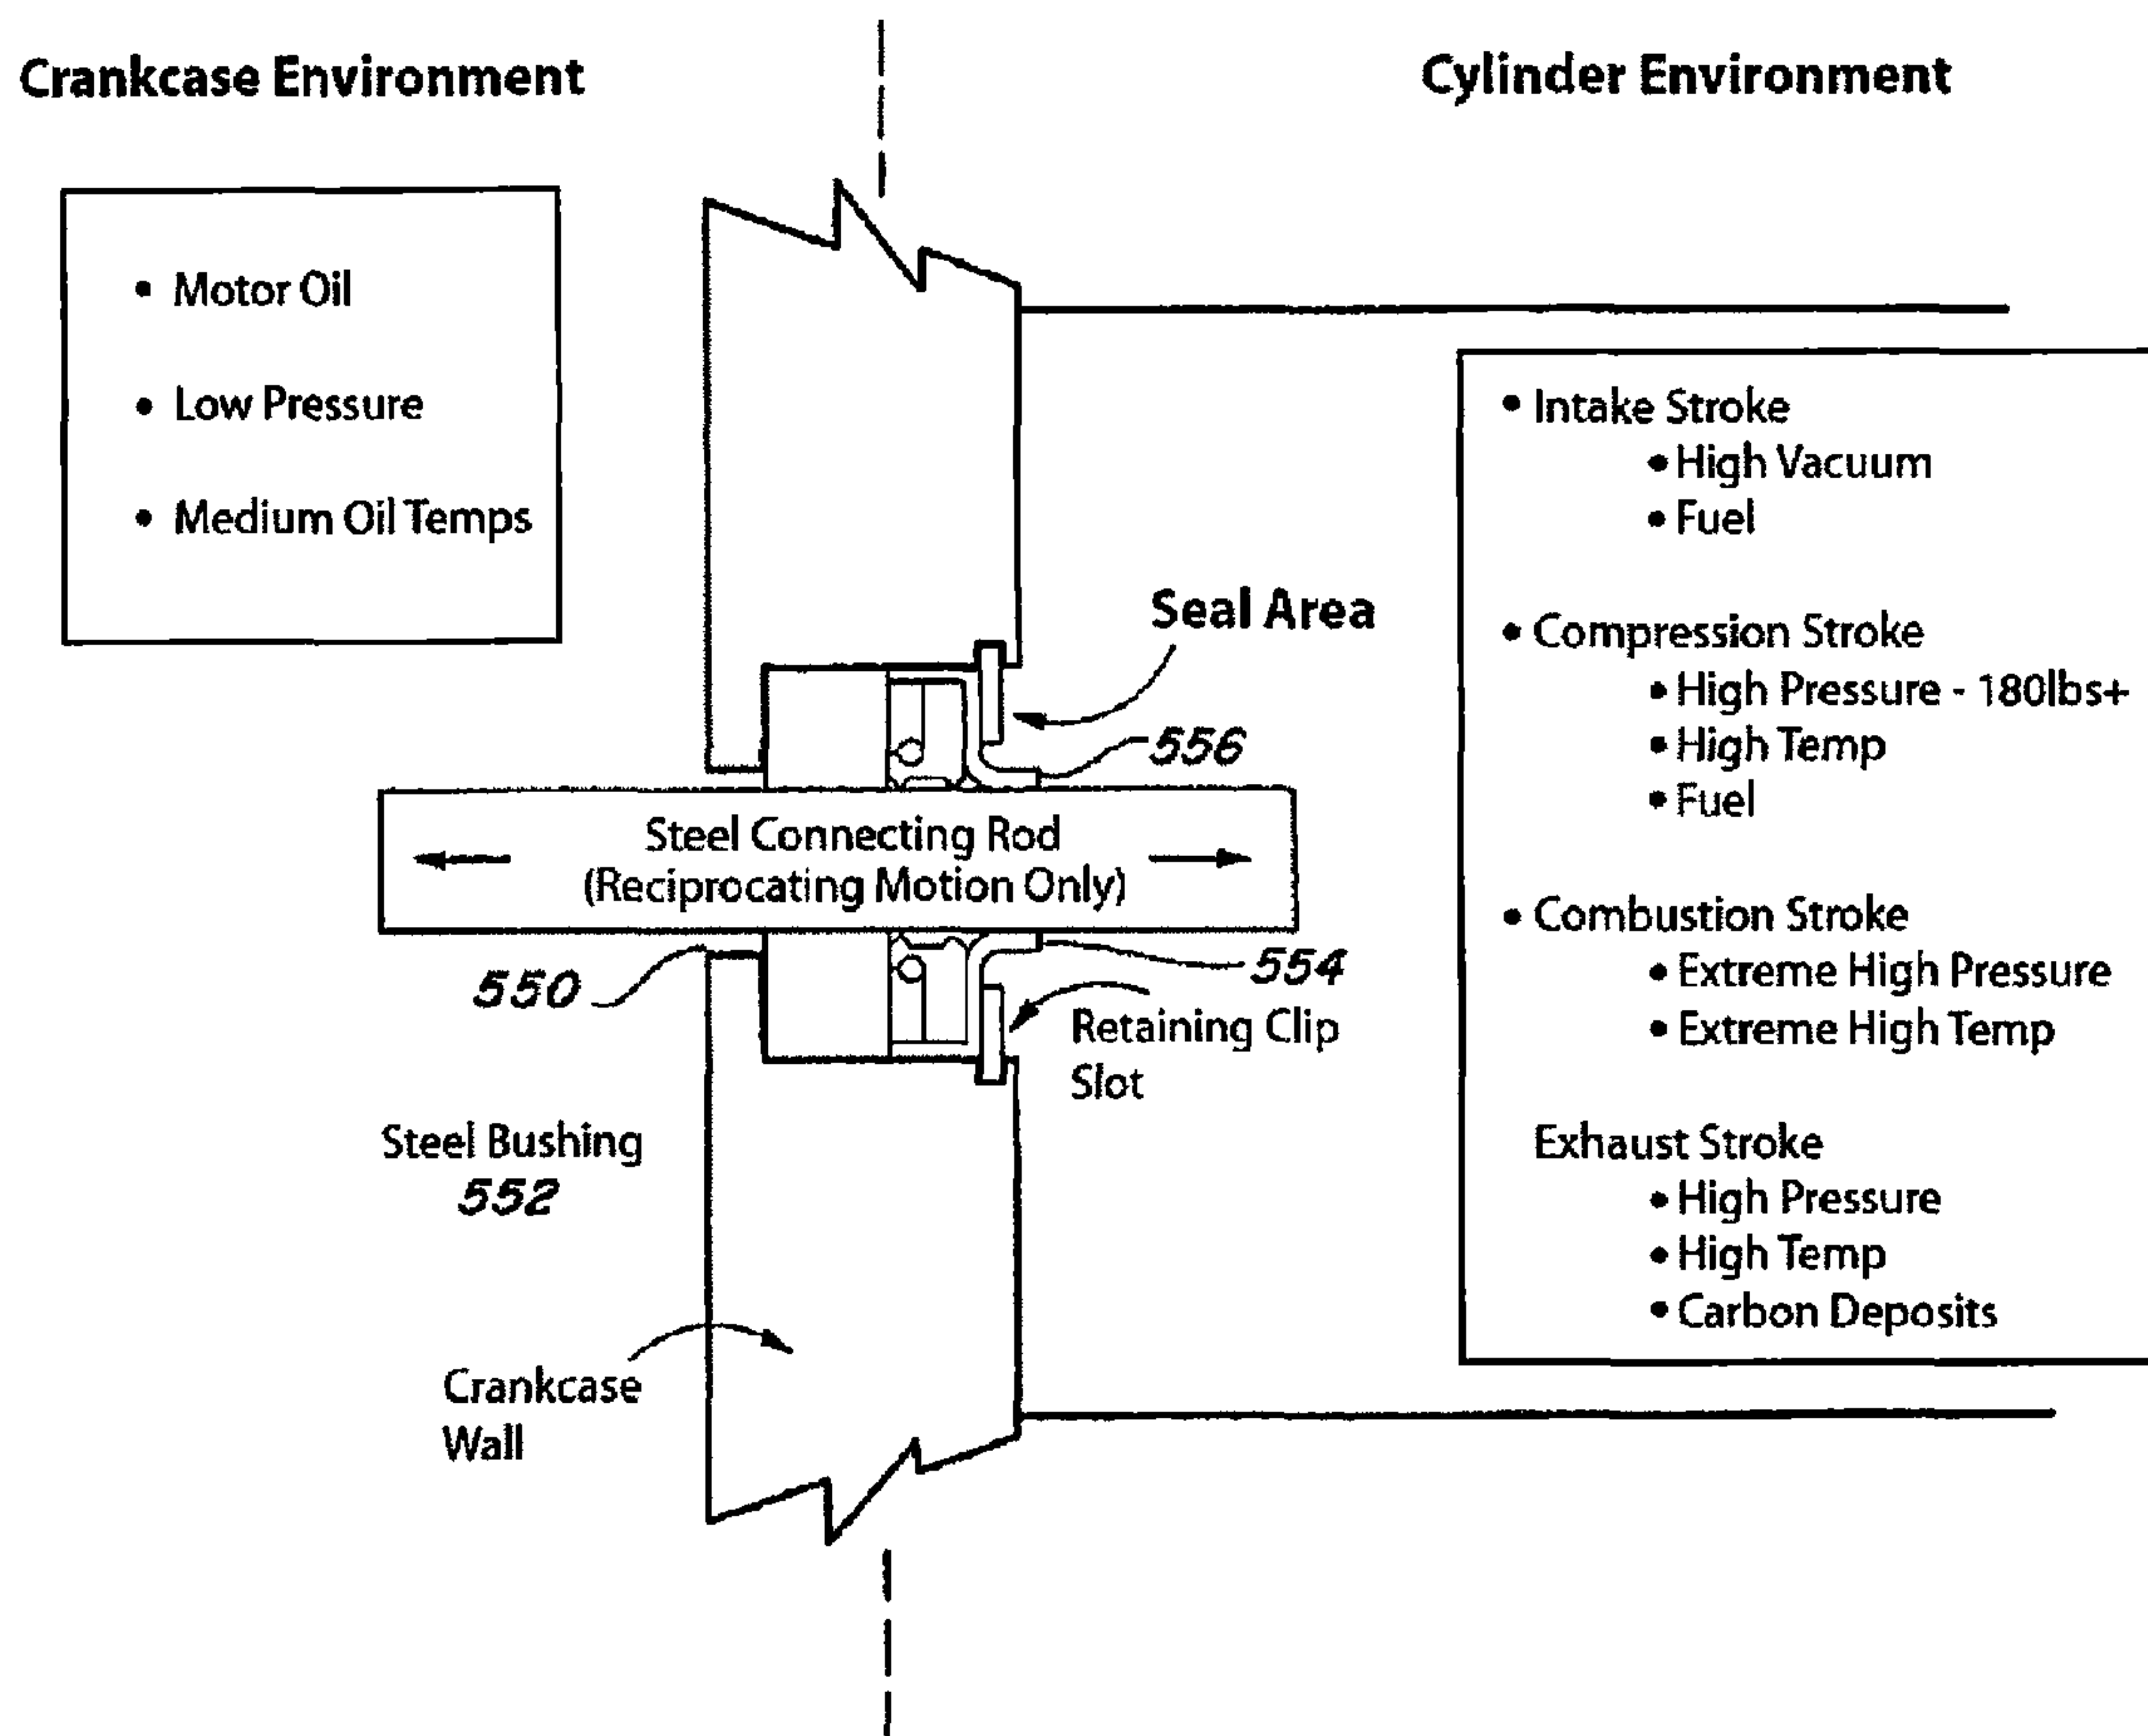 Crankcase Environment
Cylinder Environment
• Motor Oil
• Low Pressure
• Medium Oil Temps
• Intake Stroke
• High Vacuum
• Fuel
• Compression Stroke
• High Pressure - 180lbs+
• High Temp
• Fuel
• Combustion Stroke
• Extreme High Pressure
• Extreme High Temp
Exhaust Stroke
• High Pressure
• High Temp
• Carbon Deposits
Seal Area
556
Steel Connecting Rod
(Reciprocating Motion Only)
550
554
Retaining Clip
Slot
Steel Bushing
552
Crankcase
Wall